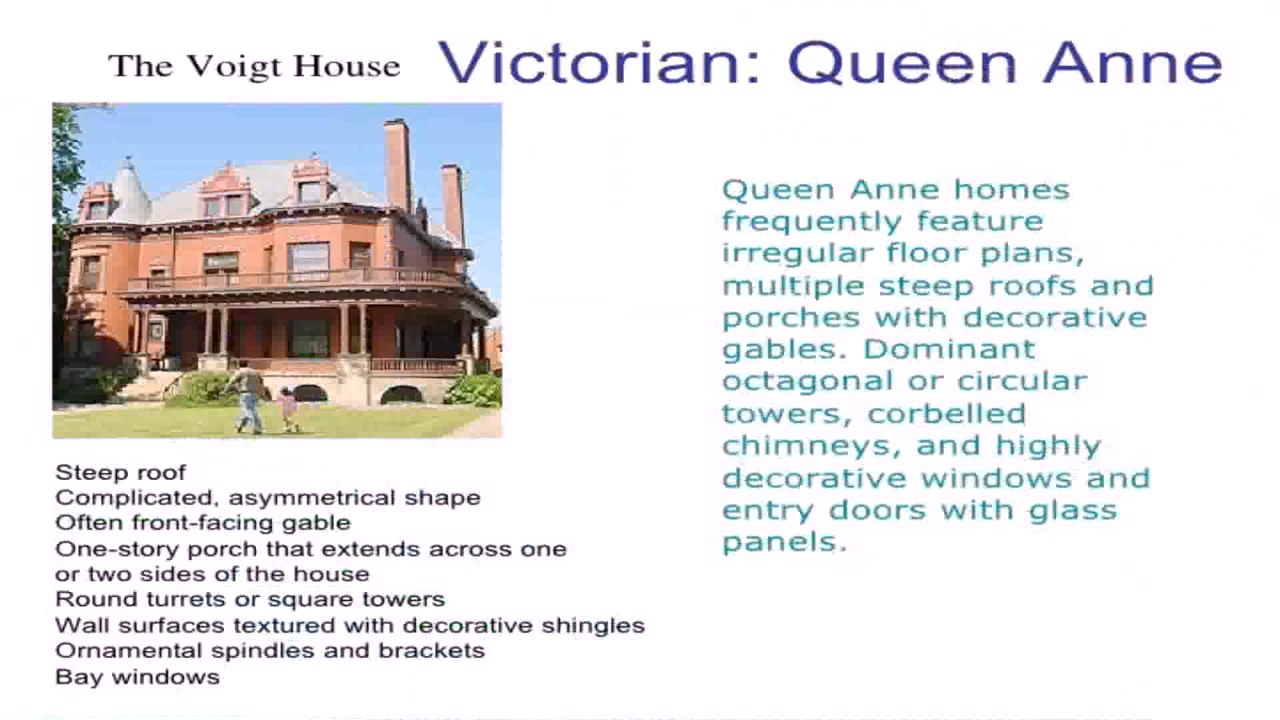 The Voigt House
Victorian: Queen Anne
Steep roof
Complicated, asymmetrical shape
Often front-facing gable
One-story porch that extends across one
or two sides of the house
Round turrets or square towers
Wall surfaces textured with decorative shingles
Ornamental spindles and brackets
Bay windows
Queen Anne homes
frequently feature
irregular floor plans,
multiple steep roofs and
porches with decorative
gables. Dominant
octagonal or circular
towers, corbelled
chimneys, and highly
decorative windows and
entry doors with glass
panels.